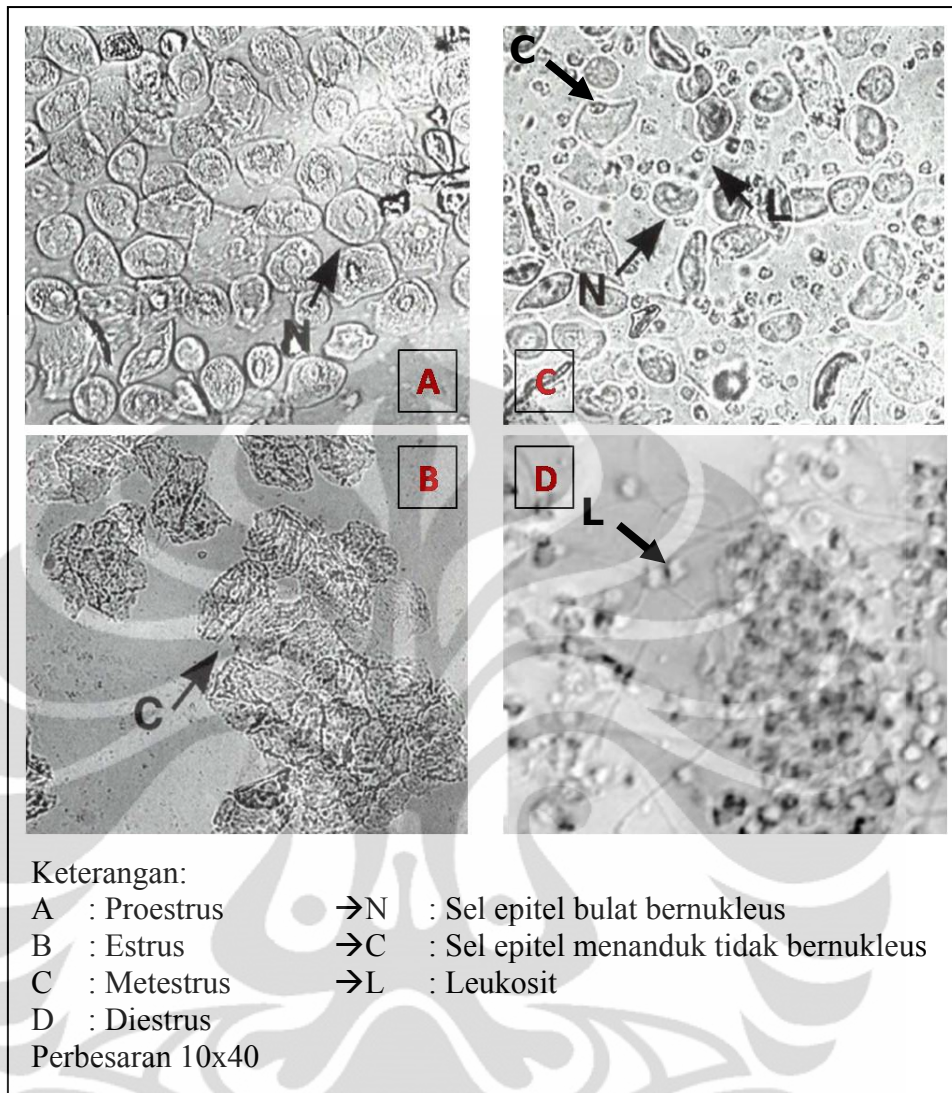 C
L
N
N
A
C
B
D
L
C
Keterangan:
A : Proestrus →N : Sel epitel bulat bernukleus
B : Estrus →C : Sel epitel menanduk tidak bernukleus
C : Metestrus →L : Leukosit
D : Diestrus
Perbesaran 10x40